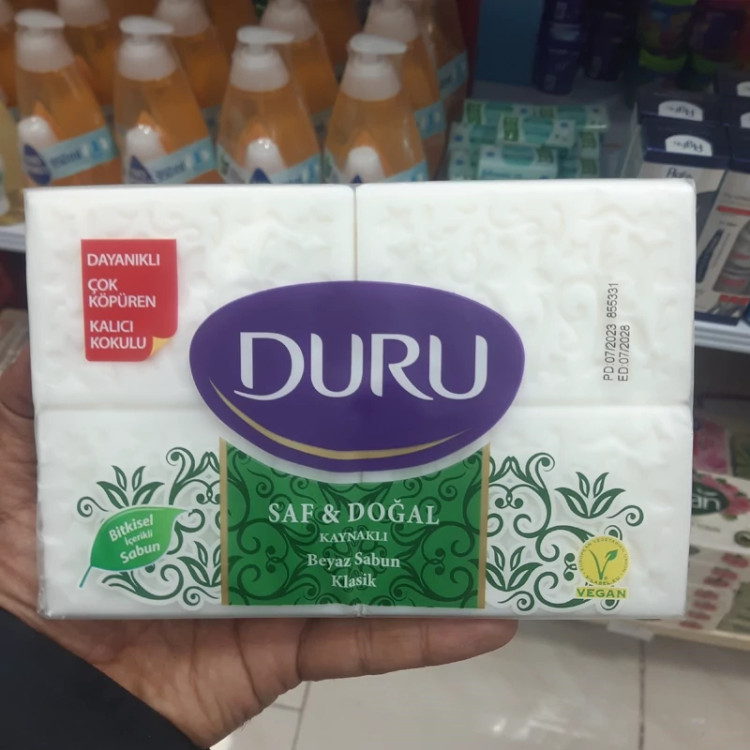 DAYANIKLI
ÇOK
KÖPÜREN
KALICI
KOKULU
DURU
PD:07/2023 855331
ED:07/2028
SAF & DOĞAL
KAYNAKLI
Beyaz Sabun
Klasik
Bitkisel
İçerikli
Sabun
VEGAN